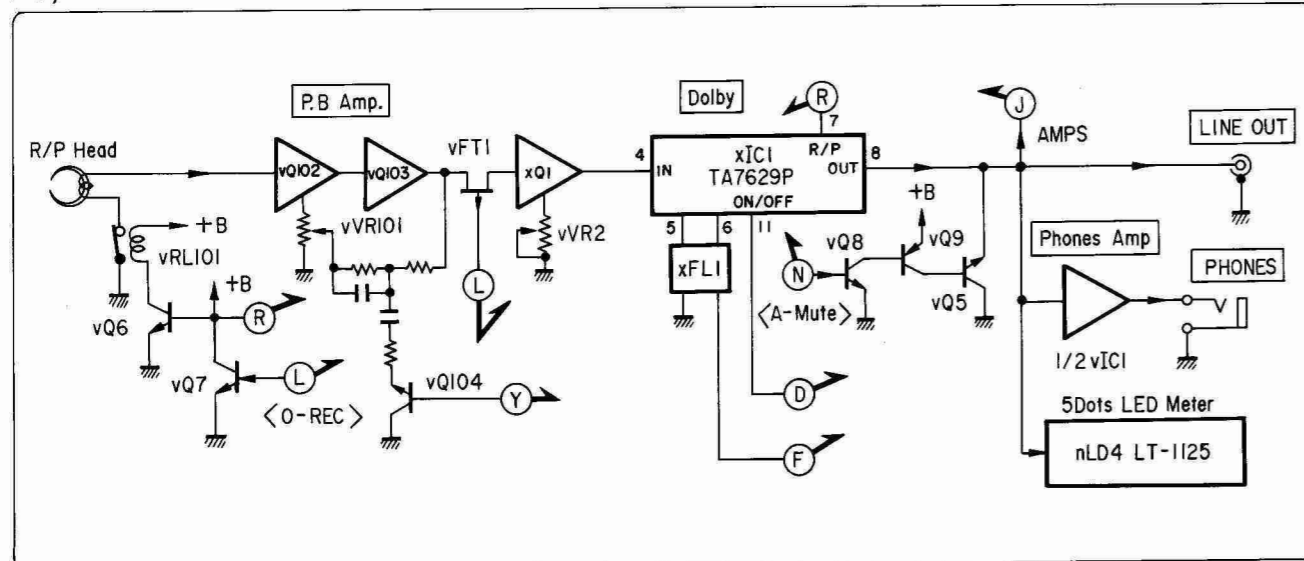 P.B Amp.
Dolby
R
J
R/P Head
7
AMPS
LINE OUT
vFT1
4
xIC1
R/P
8
vQ102
vQ103
xQ1
IN
TA7629P
OUT
ON/OFF
+B
+B
vRL101
vVR101
vVR2
5
6
11
vQ8
vQ9
Phones Amp
xFL1
N
PHONES
+B
L
<A-Mute>
vQ5
vQ6
R
1/2 vIC1
vQ7
L
vQ104
Y
D
5Dots LED Meter
<O-REC>
F
nLD4 LT-1125